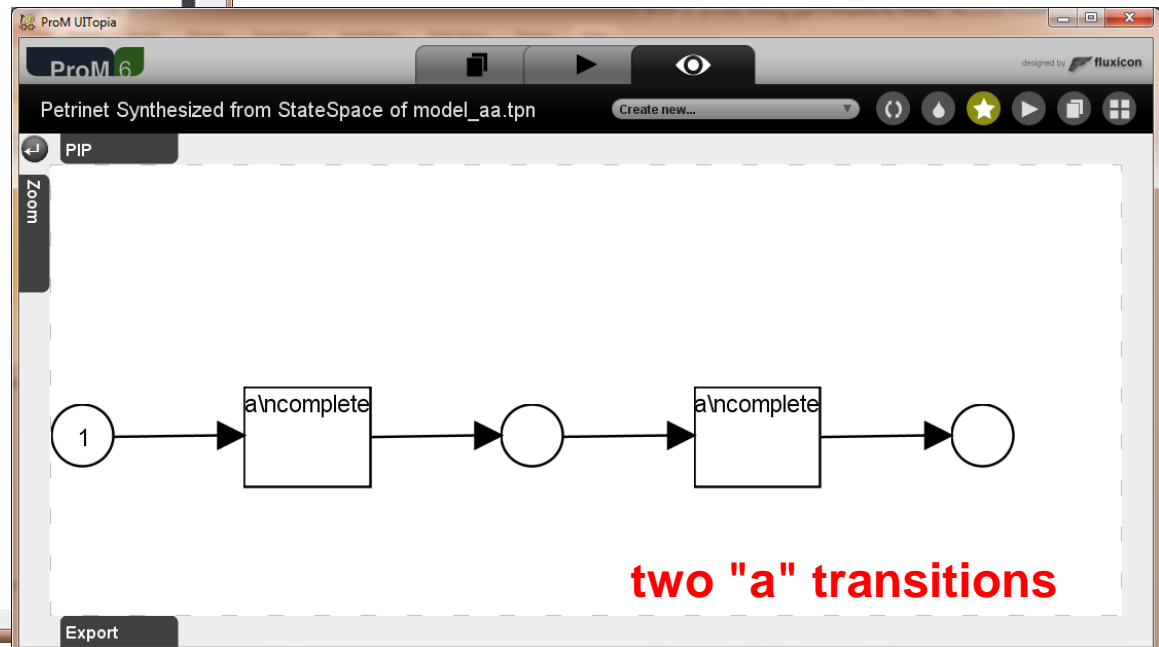 ProM UITopia
ProM 6
designed by fluxicon
Petrinet Synthesized from StateSpace of model_aa.tpn
Create new...
PIP
Zoom
a\ncomplete
a\ncomplete
1
two "a" transitions
Export